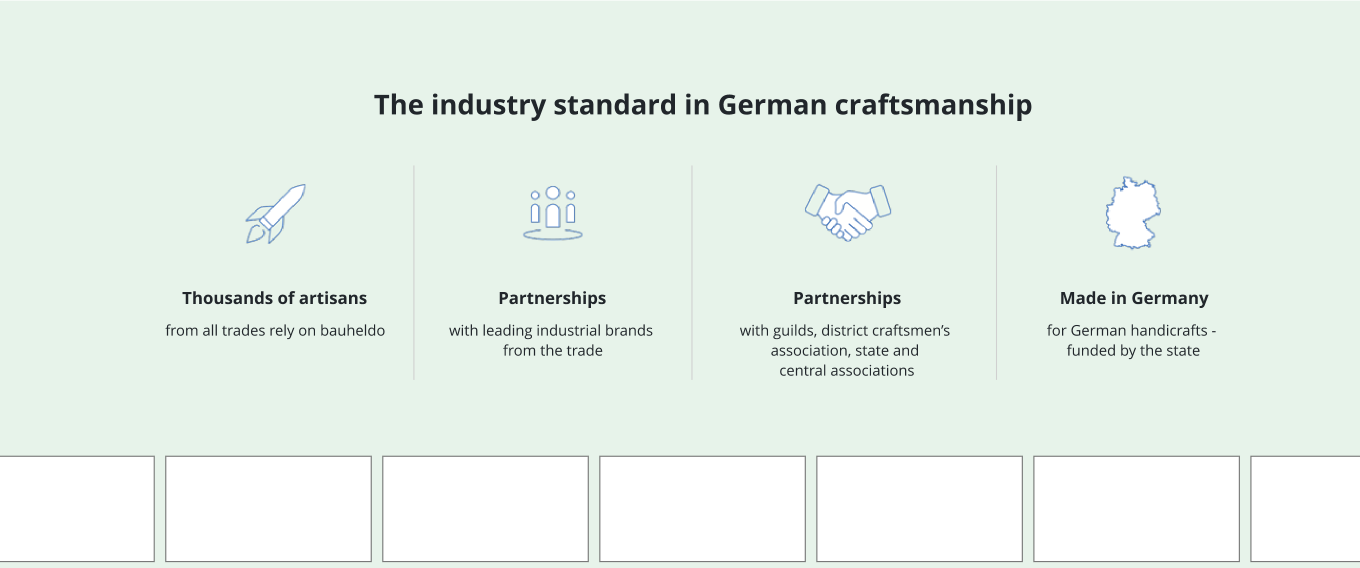 The industry standard in German craftsmanship
Thousands of artisans
from all trades rely on bauheldo
Partnerships
with leading industrial brands
from the trade
Partnerships
with guilds, district craftsmen’s
association, state and
central associations
Made in Germany
for German handicrafts -
funded by the state